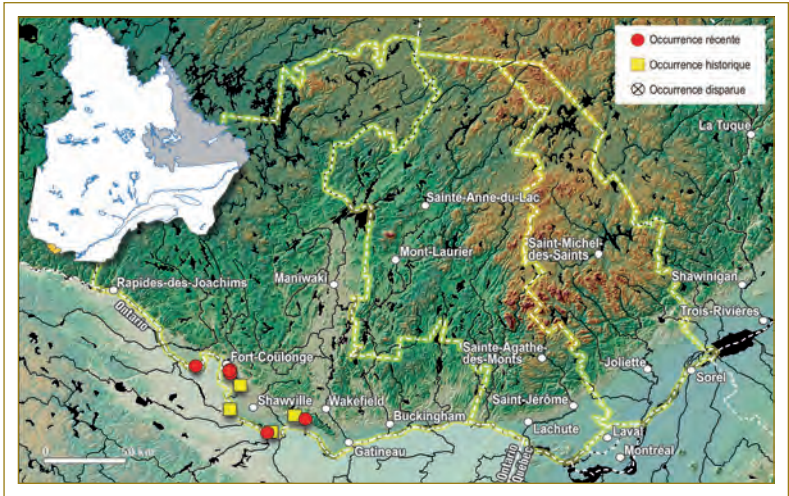 Occurrence récente
Occurrence historique
Occurrence disparue
La Tuque
Sainte-Anne-du-Lac
Mont-Laurier
Saint-Michel-
des-Saints
Maniwaki
Rapides-des-Joachims
Shawinigan
Ontario
Trois-Rivières
Fort-Coulonge
Sainte-Agathe-
des-Monts
Joliette
Sorel
Shawville
Wakefield
Saint-Jérôme
Buckingham
Lachute
Laval
Gatineau
Montréal
Ontario
Québec
0 50 km